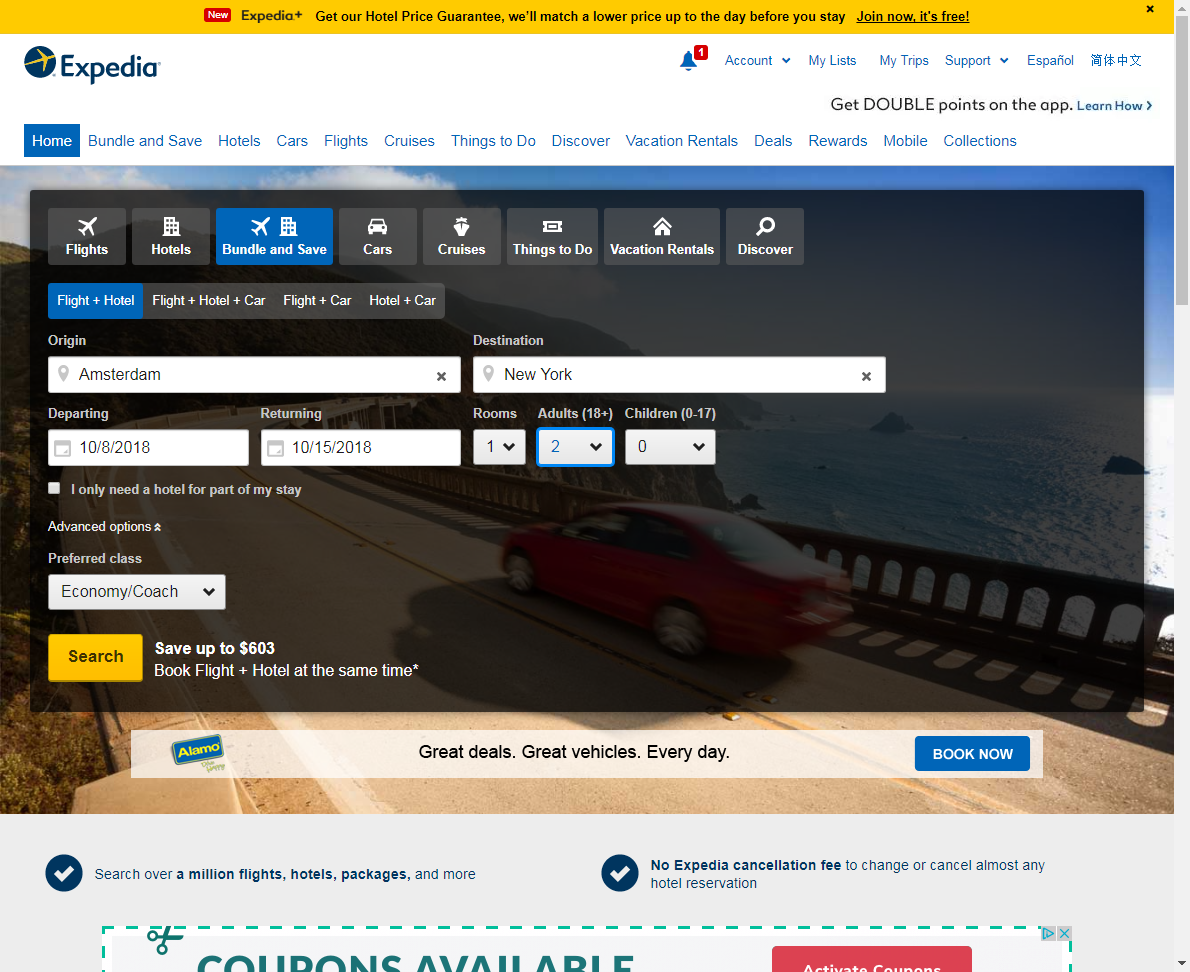 New Expedia+ Get our Hotel Price Guarantee, we'll match a lower price up to the day before you stay Join now, it's free!
Expedia
1
Account My Lists My Trips Support Español 简体中文
Get DOUBLE points on the app. Learn How
Home Bundle and Save Hotels Cars Flights Cruises Things to Do Discover Vacation Rentals Deals Rewards Mobile Collections
Flights Hotels Bundle and Save Cars Cruises Things to Do Vacation Rentals Discover
Flight + Hotel Flight + Hotel + Car Flight + Car Hotel + Car
Origin Destination
Amsterdam New York
Departing Returning Rooms Adults (18+) Children (0-17)
10/8/2018 10/15/2018 1 2 0
I only need a hotel for part of my stay
Advanced options
Preferred class
Economy/Coach
Search
Save up to $603
Book Flight + Hotel at the same time*
Alamo Great deals. Great vehicles. Every day. BOOK NOW
Search over a million flights, hotels, packages, and more
No Expedia cancellation fee to change or cancel almost any
hotel reservation
COUPONS AVAILABLE
Activate Coupons